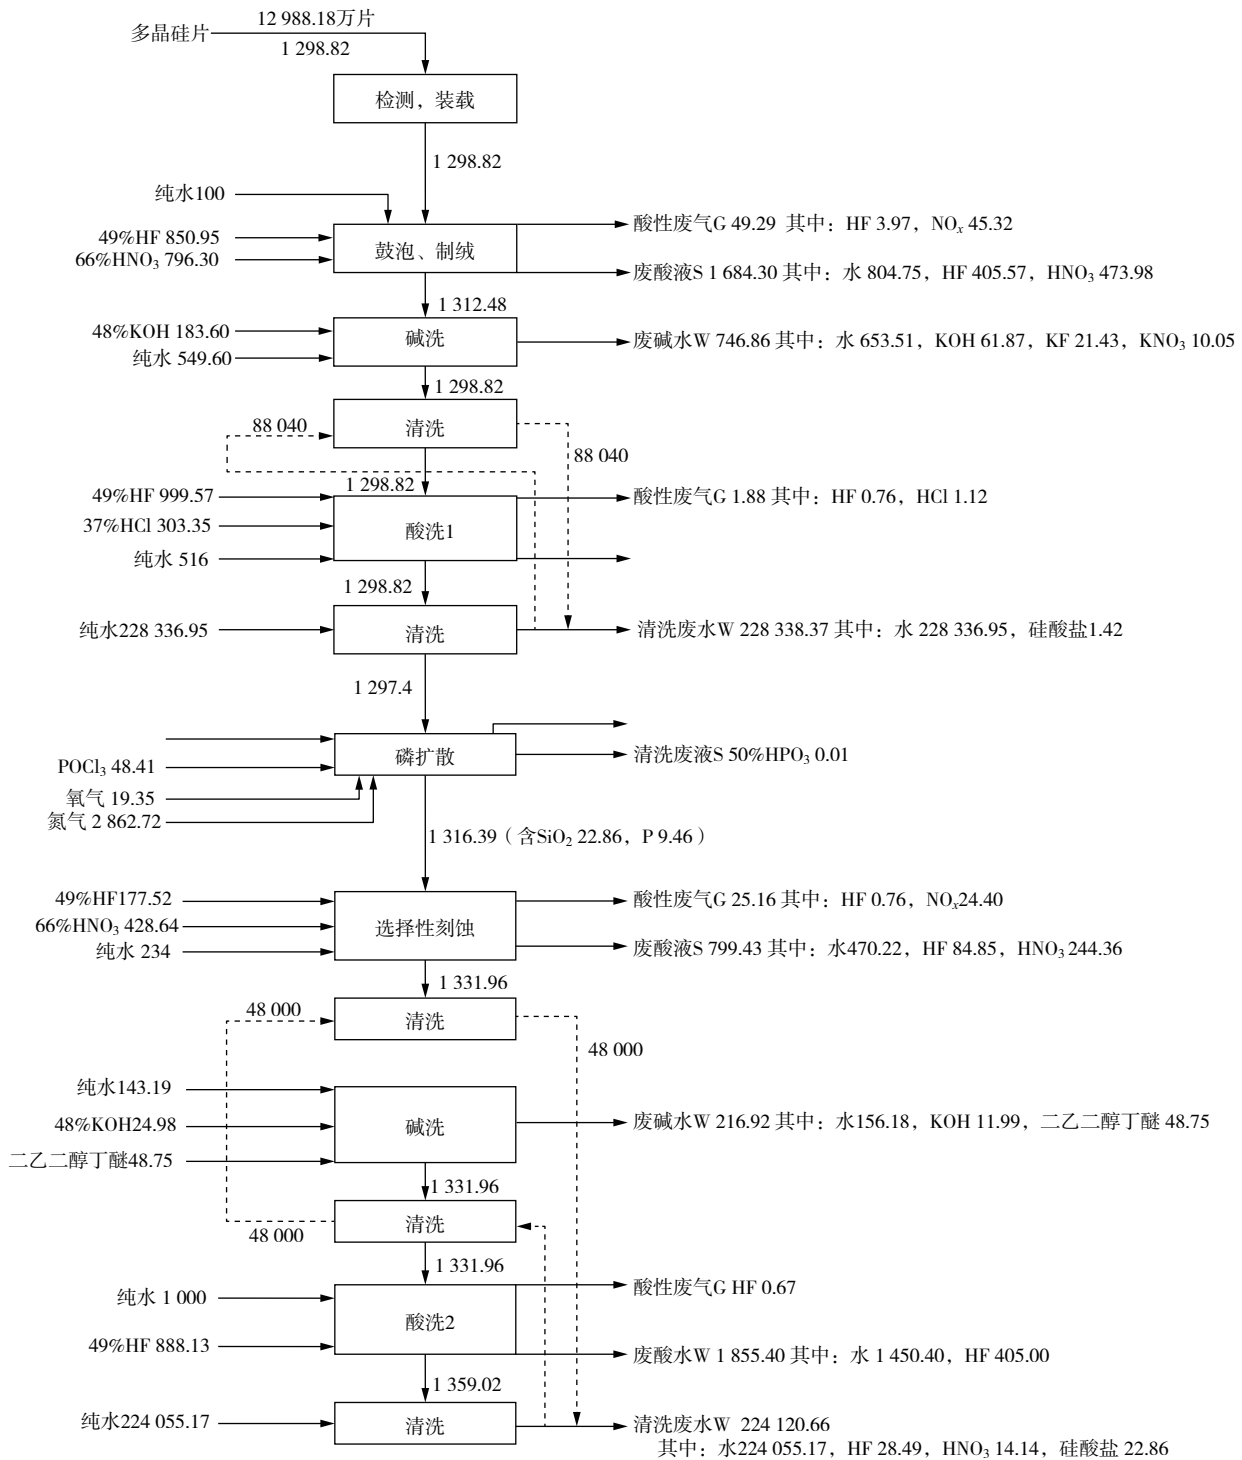 12 988.18万片
多晶硅片
1 298.82
检测，装载
1 298.82
纯水100
酸性废气G 49.29 其中：HF 3.97，NOx 45.32
49%HF 850.95
鼓泡、制绒
66%HNO3 796.30
废酸液S 1 684.30 其中：水 804.75，HF 405.57，HNO3 473.98
1 312.48
48%KOH 183.60
碱洗
废碱水W 746.86 其中：水 653.51，KOH 61.87，KF 21.43，KNO3 10.05
纯水 549.60
1 298.82
88 040
清洗
88 040
1 298.82
49%HF 999.57
酸性废气G 1.88 其中：HF 0.76，HCl 1.12
37%HCl 303.35
酸洗1
纯水 516
1 298.82
纯水228 336.95
清洗
清洗废水W 228 338.37 其中：水 228 336.95，硅酸盐1.42
1 297.4
磷扩散
清洗废液S 50%HPO3 0.01
POCl3 48.41
氧气 19.35
氮气 2 862.72
1 316.39（含SiO2 22.86，P 9.46）
49%HF177.52
酸性废气G 25.16 其中：HF 0.76，NOx24.40
66%HNO3 428.64
选择性刻蚀
纯水 234
废酸液S 799.43 其中：水470.22，HF 84.85，HNO3 244.36
1 331.96
48 000
清洗
48 000
纯水143.19
48%KOH24.98
碱洗
废碱水W 216.92 其中：水156.18，KOH 11.99，二乙二醇丁醚 48.75
二乙二醇丁醚48.75
1 331.96
清洗
48 000
1 331.96
酸性废气G HF 0.67
纯水 1 000
酸洗2
49%HF 888.13
废酸水W 1 855.40 其中：水 1 450.40，HF 405.00
1 359.02
纯水224 055.17
清洗
清洗废水W 224 120.66
其中：水224 055.17，HF 28.49，HNO3 14.14，硅酸盐 22.86